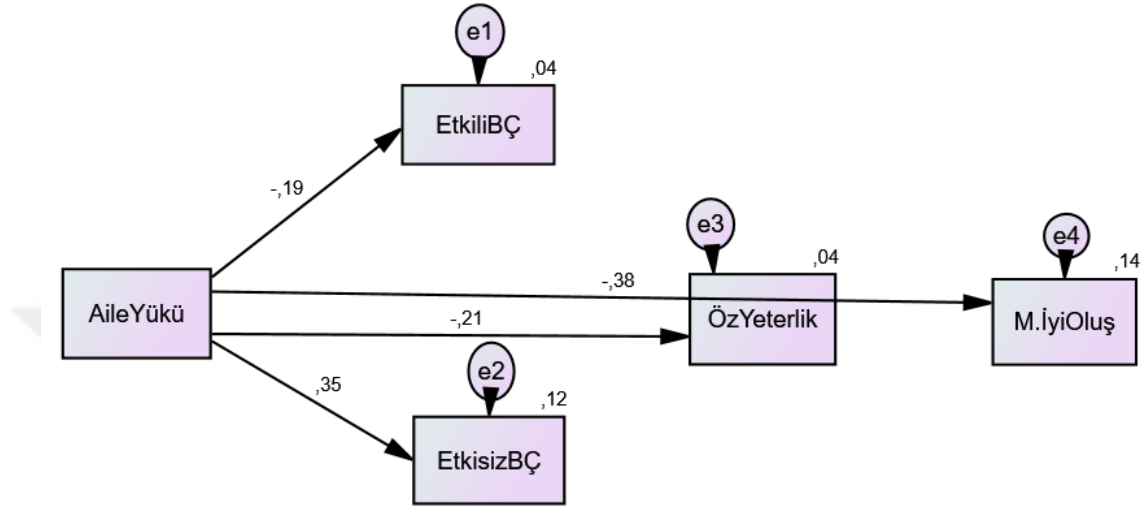 e1
,04
EtkiliBÇ
-,19
e3
,04
e4
,14
-,38
AileYükü
ÖzYeterlik
M.İyiOluş
-,21
e2
,35
,12
EtkisizBÇ